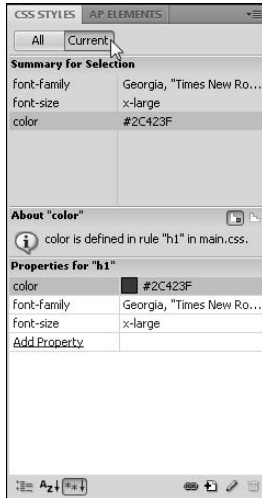 CSS STYLES AP ELEMENTS
All Current
Summary for Selection
font-family Georgia, "Times New Ro...
font-size x-large
color #2C423F
About "color"
color is defined in rule "h1" in main.css.
Properties for "h1"
color #2C423F
font-family Georgia, "Times New Ro...
font-size x-large
Add Property
Az↓ **↓